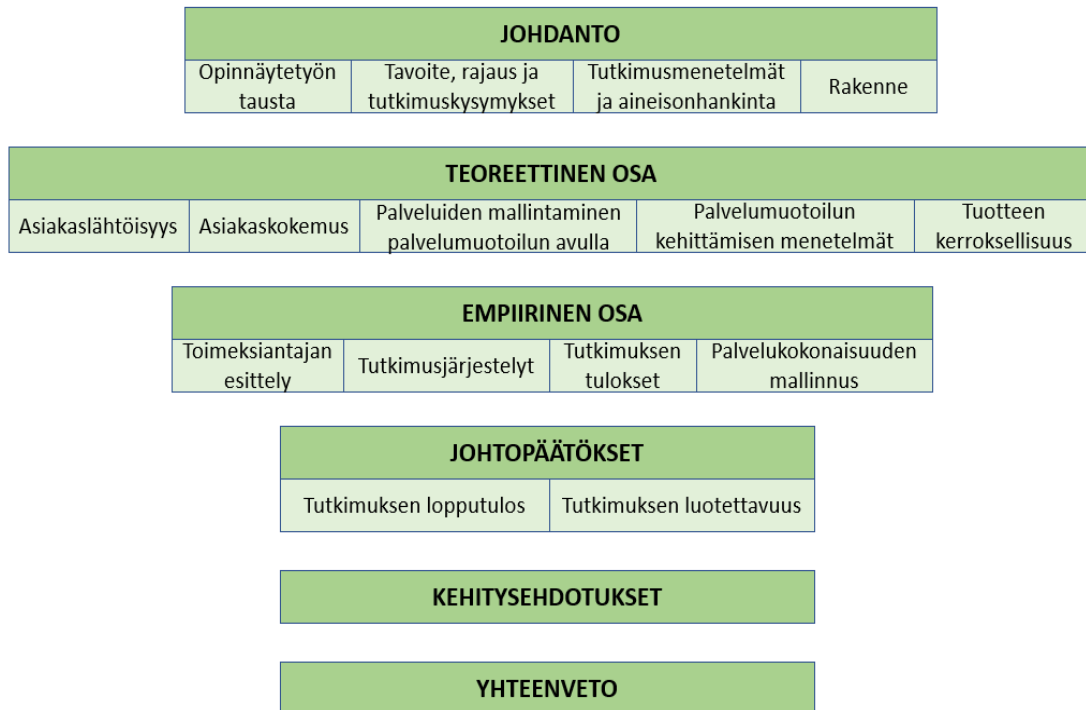 JOHDANTO
Opinnäytetyön tausta
Tavoite, rajaus ja tutkimuskysymykset
Tutkimusmenetelmät ja aineisonhankinta
Rakenne
TEOREETTINEN OSA
Asiakaslähtöisyys
Asiakaskokemus
Palveluiden mallintaminen palvelumuotoilun avulla
Palvelumuotoilun kehittämisen menetelmät
Tuotteen kerroksellisuus
EMPIIRINEN OSA
Toimeksiantajan esittely
Tutkimusjärjestelyt
Tutkimuksen tulokset
Palvelukokonaisuuden mallinnus
JOHTOPÄÄTÖKSET
Tutkimuksen lopputulos
Tutkimuksen luotettavuus
KEHITYSEHDOTUKSET
YHTEENVETO